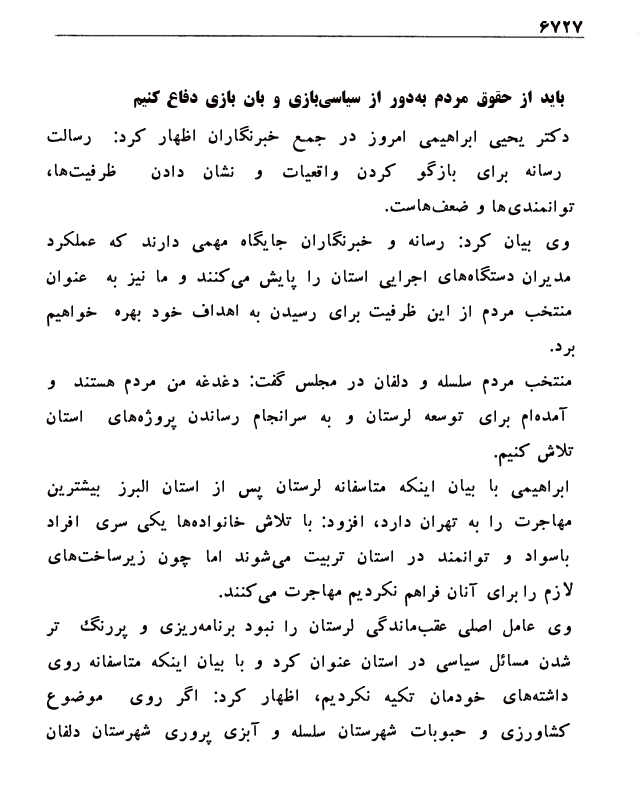 ۶۷۲۷
باید از حقوق مردم به‌دور از سیاسی‌بازی و بان بازی دفاع کنیم
دکتر یحیی ابراهیمی امروز در جمع خبرنگاران اظهار کرد: رسالت
رسانه برای بازگو کردن واقعیات و نشان دادن ظرفیت‌ها،
توانمندی‌ها و ضعف‌هاست.
وی بیان کرد: رسانه و خبرنگاران جایگاه مهمی دارند که عملکرد
مدیران دستگاه‌های اجرایی استان را پایش می‌کنند و ما نیز به عنوان
منتخب مردم از این ظرفیت برای رسیدن به اهداف خود بهره خواهیم
برد.
منتخب مردم سلسله و دلفان در مجلس گفت: دغدغه من مردم هستند و
آمده‌ام برای توسعه لرستان و به سرانجام رساندن پروژه‌های استان
تلاش کنیم.
ابراهیمی با بیان اینکه متاسفانه لرستان پس از استان البرز بیشترین
مهاجرت را به تهران دارد، افزود: با تلاش خانواده‌ها یکی سری افراد
باسواد و توانمند در استان تربیت می‌شوند اما چون زیرساخت‌های
لازم را برای آنان فراهم نکردیم مهاجرت می‌کنند.
وی عامل اصلی عقب‌ماندگی لرستان را نبود برنامه‌ریزی و پررنگ تر
شدن مسائل سیاسی در استان عنوان کرد و با بیان اینکه متاسفانه روی
داشته‌های خودمان تکیه نکردیم، اظهار کرد: اگر روی موضوع
کشاورزی و حبوبات شهرستان سلسله و آبزی پروری شهرستان دلفان